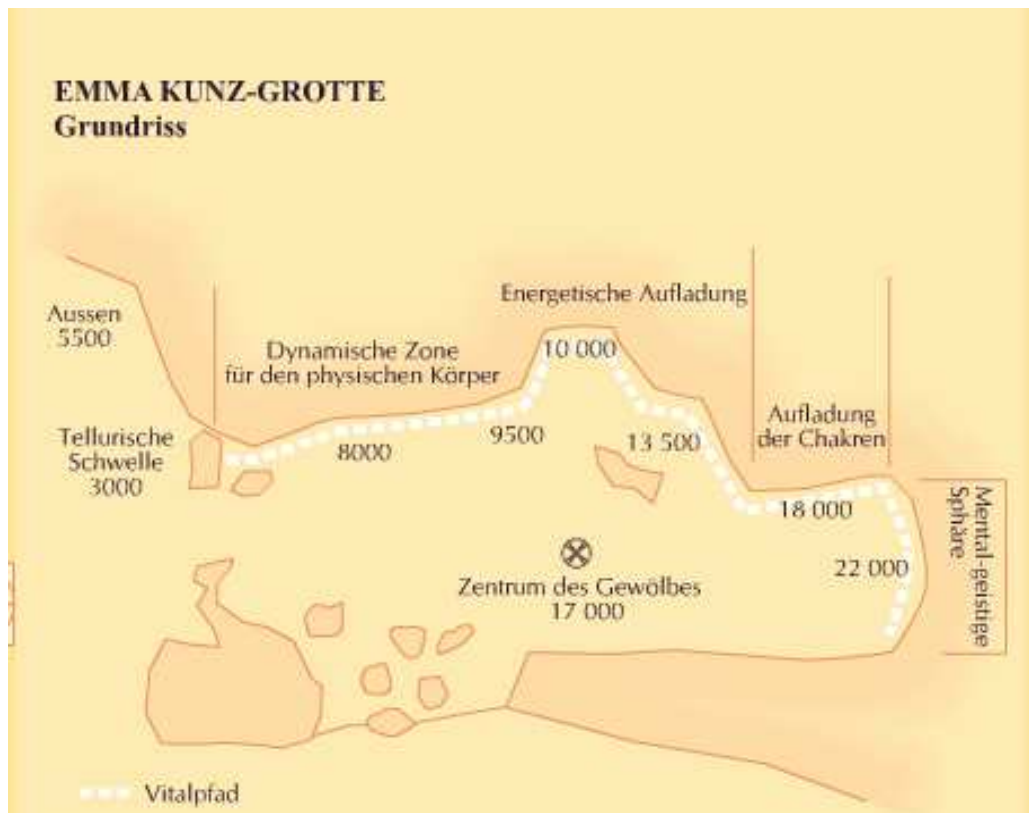 EMMA KUNZ-GROTTE
Grundriss
Energetische Aufladung
Aussen
5500
10 000
Dynamische Zone
für den physischen Körper
Aufladung
der Chakren
9500
13 500
8000
Tellurische
Schwelle
3000
18 000
Mental-geistige
Sphäre
22 000
Zentrum des Gewölbes
17 000
Vitalpfad